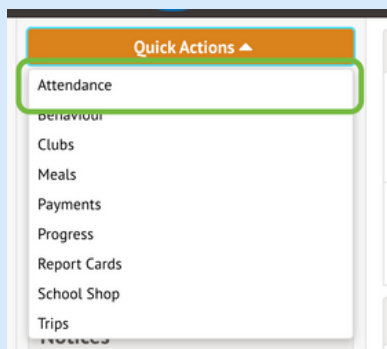 Quick Actions
Attendance
Behaviour
Clubs
Meals
Payments
Progress
Report Cards
School Shop
Trips
Notices